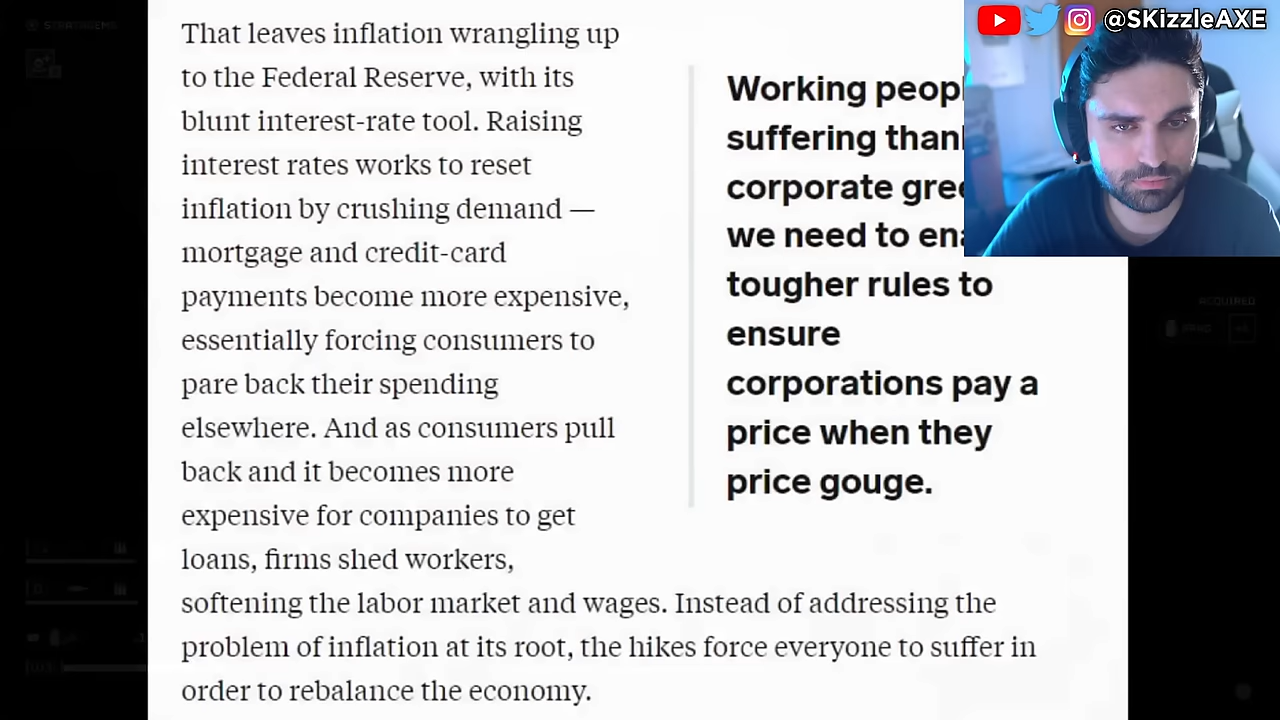 @SKizzleAXE
That leaves inflation wrangling up
to the Federal Reserve, with its
blunt interest-rate tool. Raising
interest rates works to reset
inflation by crushing demand —
mortgage and credit-card
payments become more expensive,
essentially forcing consumers to
pare back their spending
elsewhere. And as consumers pull
back and it becomes more
expensive for companies to get
loans, firms shed workers,
softening the labor market and wages. Instead of addressing the
problem of inflation at its root, the hikes force everyone to suffer in
order to rebalance the economy.
Working
suffering
corporate
we need to
tougher rules to
ensure
corporations pay a
price when they
price gouge.
ACQUIRED